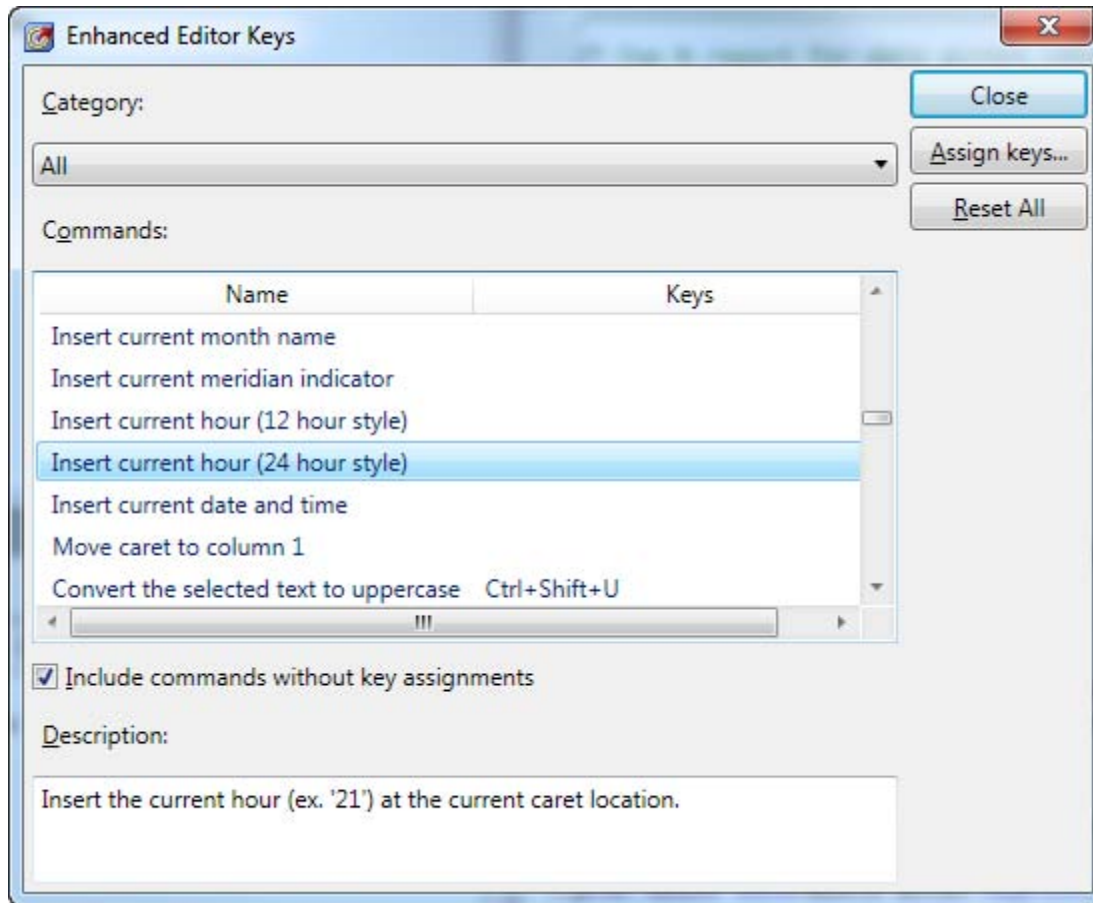 Enhanced Editor Keys
Category:
Close
All
Assign keys...
Reset All
Commands:
Name Keys
Insert current month name
Insert current meridian indicator
Insert current hour (12 hour style)
Insert current hour (24 hour style)
Insert current date and time
Move caret to column 1
Convert the selected text to uppercase Ctrl+Shift+U
Include commands without key assignments
Description:
Insert the current hour (ex. '21') at the current caret location.